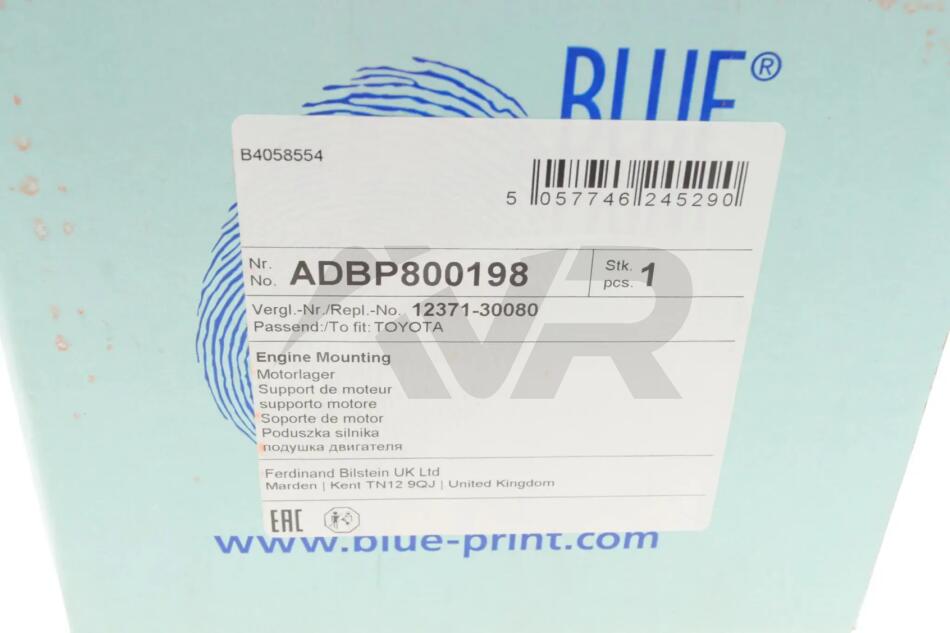 BLUE®
B4058554
5 057746 245290
Nr.
No. ADBP800198
Stk.
pcs. 1
Vergl.-Nr./Repl.-No. 12371-30080
Passend:/To fit: TOYOTA
Engine Mounting
Motorlager
Support de moteur
supporto motore
Soporte de motor
Poduszka silnika
подушка двигателя
Ferdinand Bilstein UK Ltd
Marden | Kent TN12 9QJ | United Kingdom
EAC
www.blue-print.com
VR